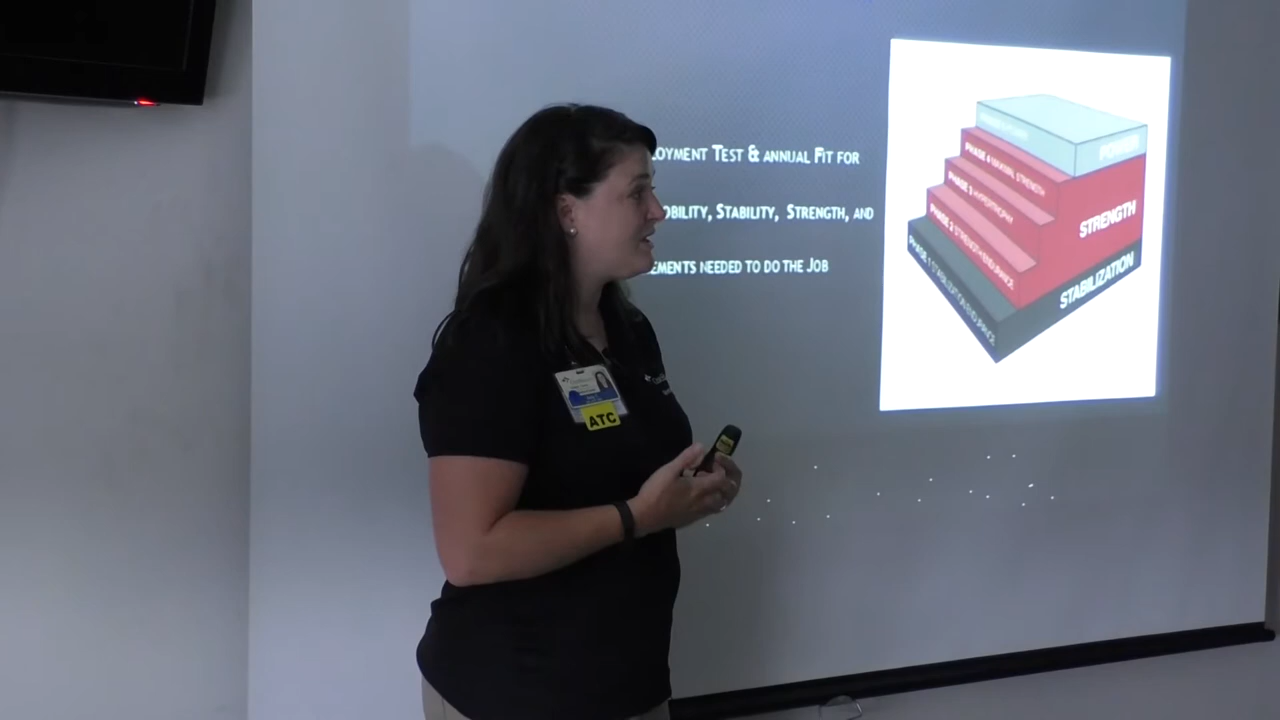 LOYMENT TEST & ANNUAL FIT FOR
OBILITY, STABILITY, STRENGTH, AND
EMENTS NEEDED TO DO THE JOB
POWER
PHASE 4 MAXIMAL STRENGTH
PHASE 3 HYPERTROPHY
PHASE 2 STRENGTH ENDURANCE
STRENGTH
PHASE 1 STABILIZATION ENDURANCE
STABILIZATION
ATC